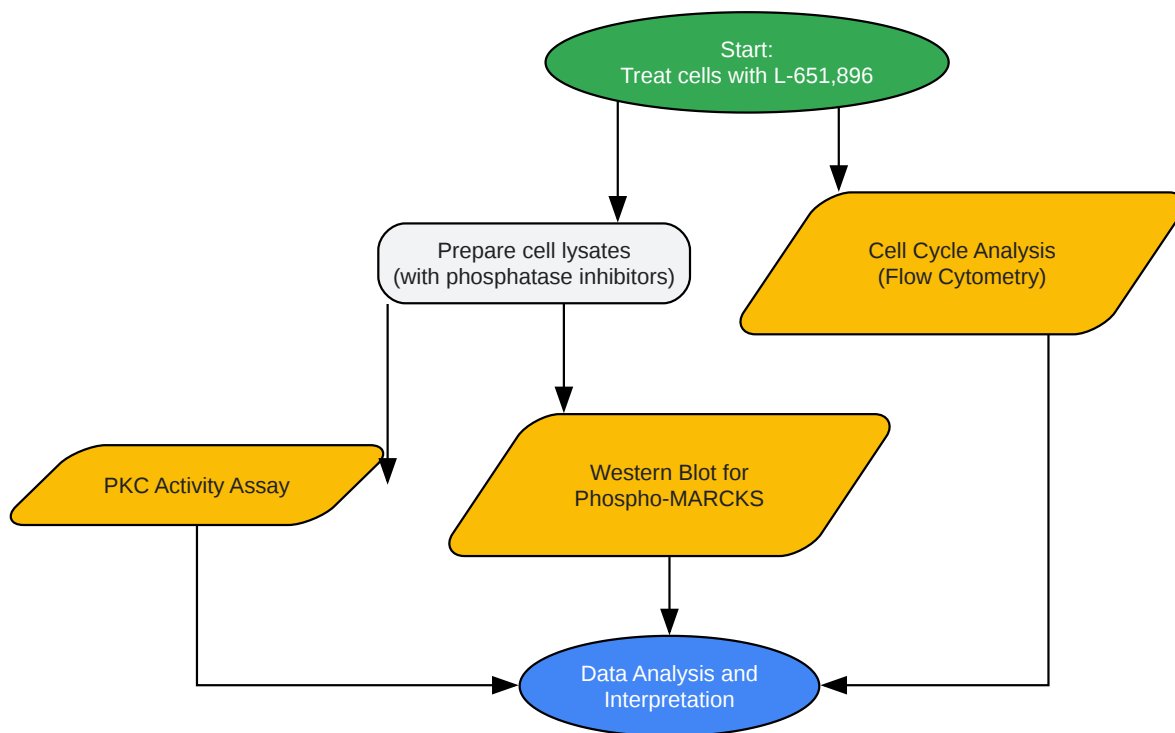 Start:
Treat cells with L-651,896
Prepare cell lysates
(with phosphatase inhibitors)
Cell Cycle Analysis
(Flow Cytometry)
PKC Activity Assay
Western Blot for
Phospho-MARCKS
Data Analysis and
Interpretation